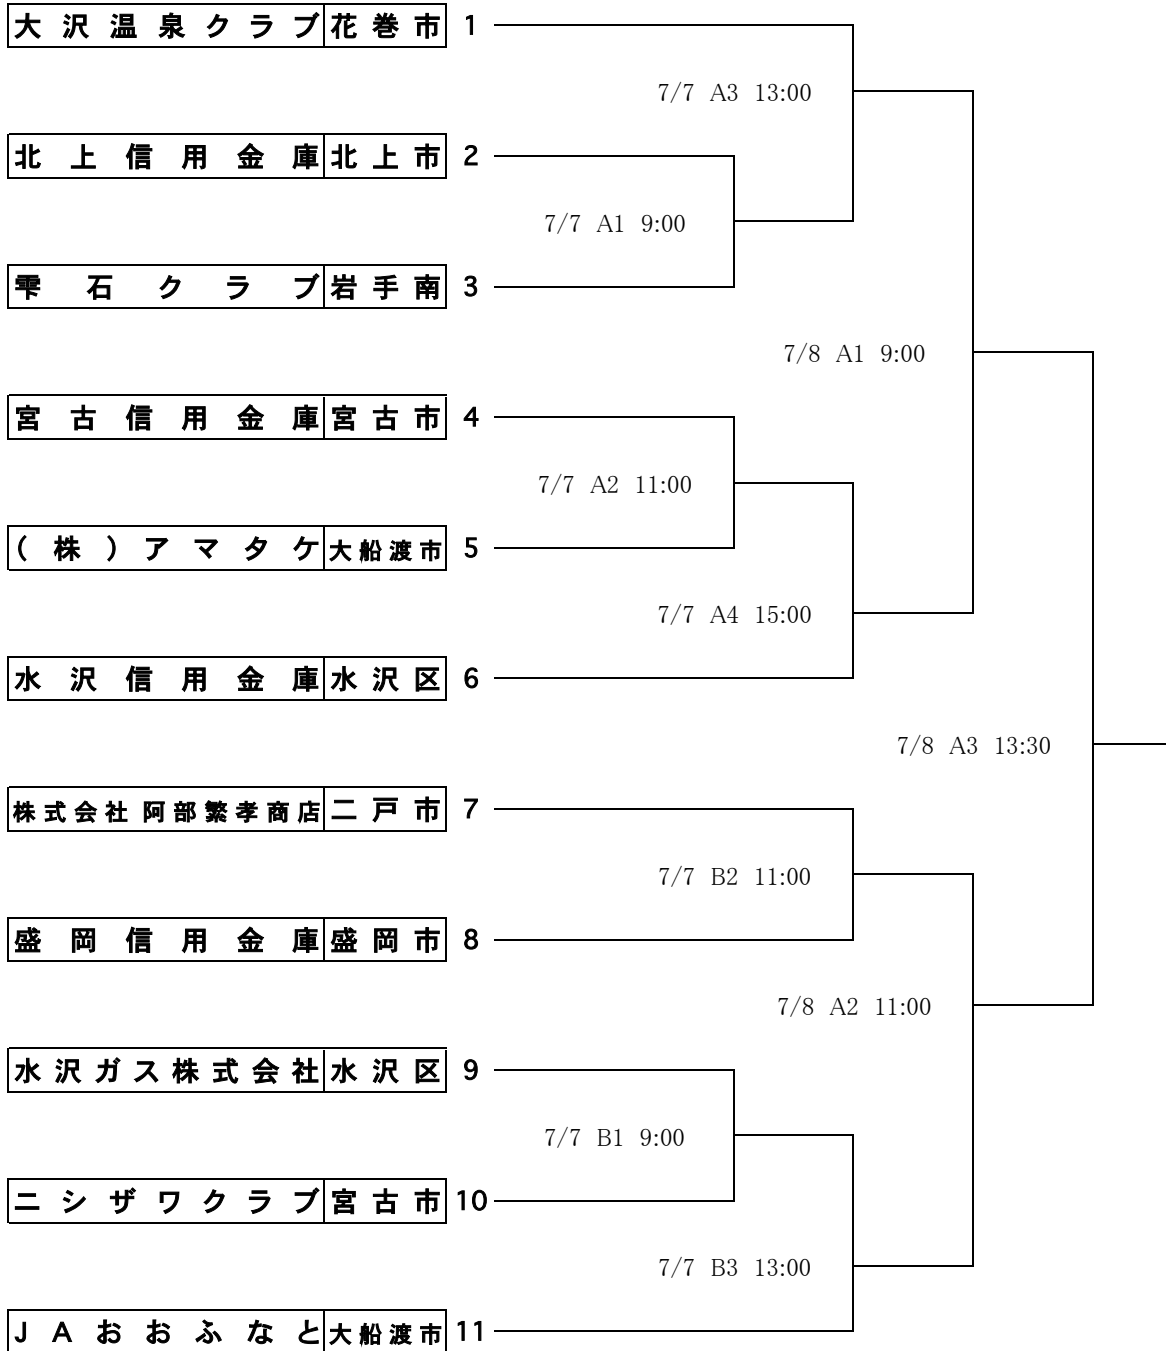 大沢温泉クラブ 花巻市 1
7/7 A3 13:00
北上信用金庫 北上市 2
7/7 A1 9:00
雫石クラブ 岩手南 3
7/8 A1 9:00
宮古信用金庫 宮古市 4
7/7 A2 11:00
(株)アマタケ 大船渡市 5
7/7 A4 15:00
水沢信用金庫 水沢区 6
7/8 A3 13:30
株式会社 阿部繁孝商店 二戸市 7
7/7 B2 11:00
盛岡信用金庫 盛岡市 8
7/8 A2 11:00
水沢ガス株式会社 水沢区 9
7/7 B1 9:00
ニシザワクラブ 宮古市 10
7/7 B3 13:00
JAおおふなと 大船渡市 11